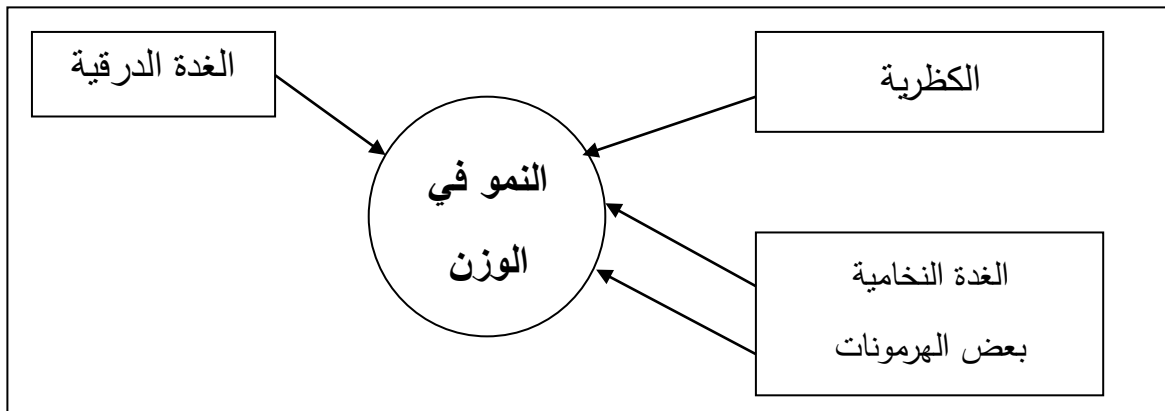 الكظرية
الغدة الدرقية
النمو في
الوزن
الغدة النخامية
بعض الهرمونات